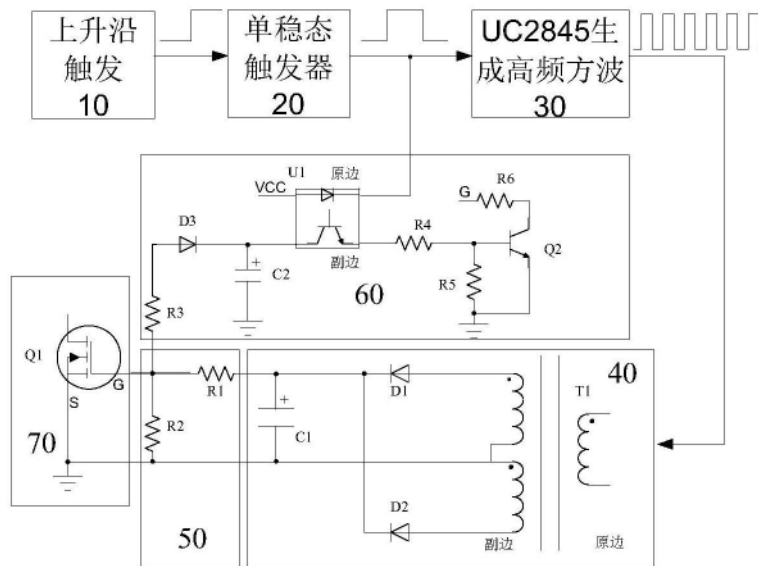 上升沿
触发
10
单稳态
触发器
20
UC2845生
成高频方波
30
U1
原边
VCC
副边
D3
C2
R4
R5
G
R6
Q2
60
R3
Q1
G
S
70
R1
R2
50
C1
D1
D2
副边
40
T1
原边